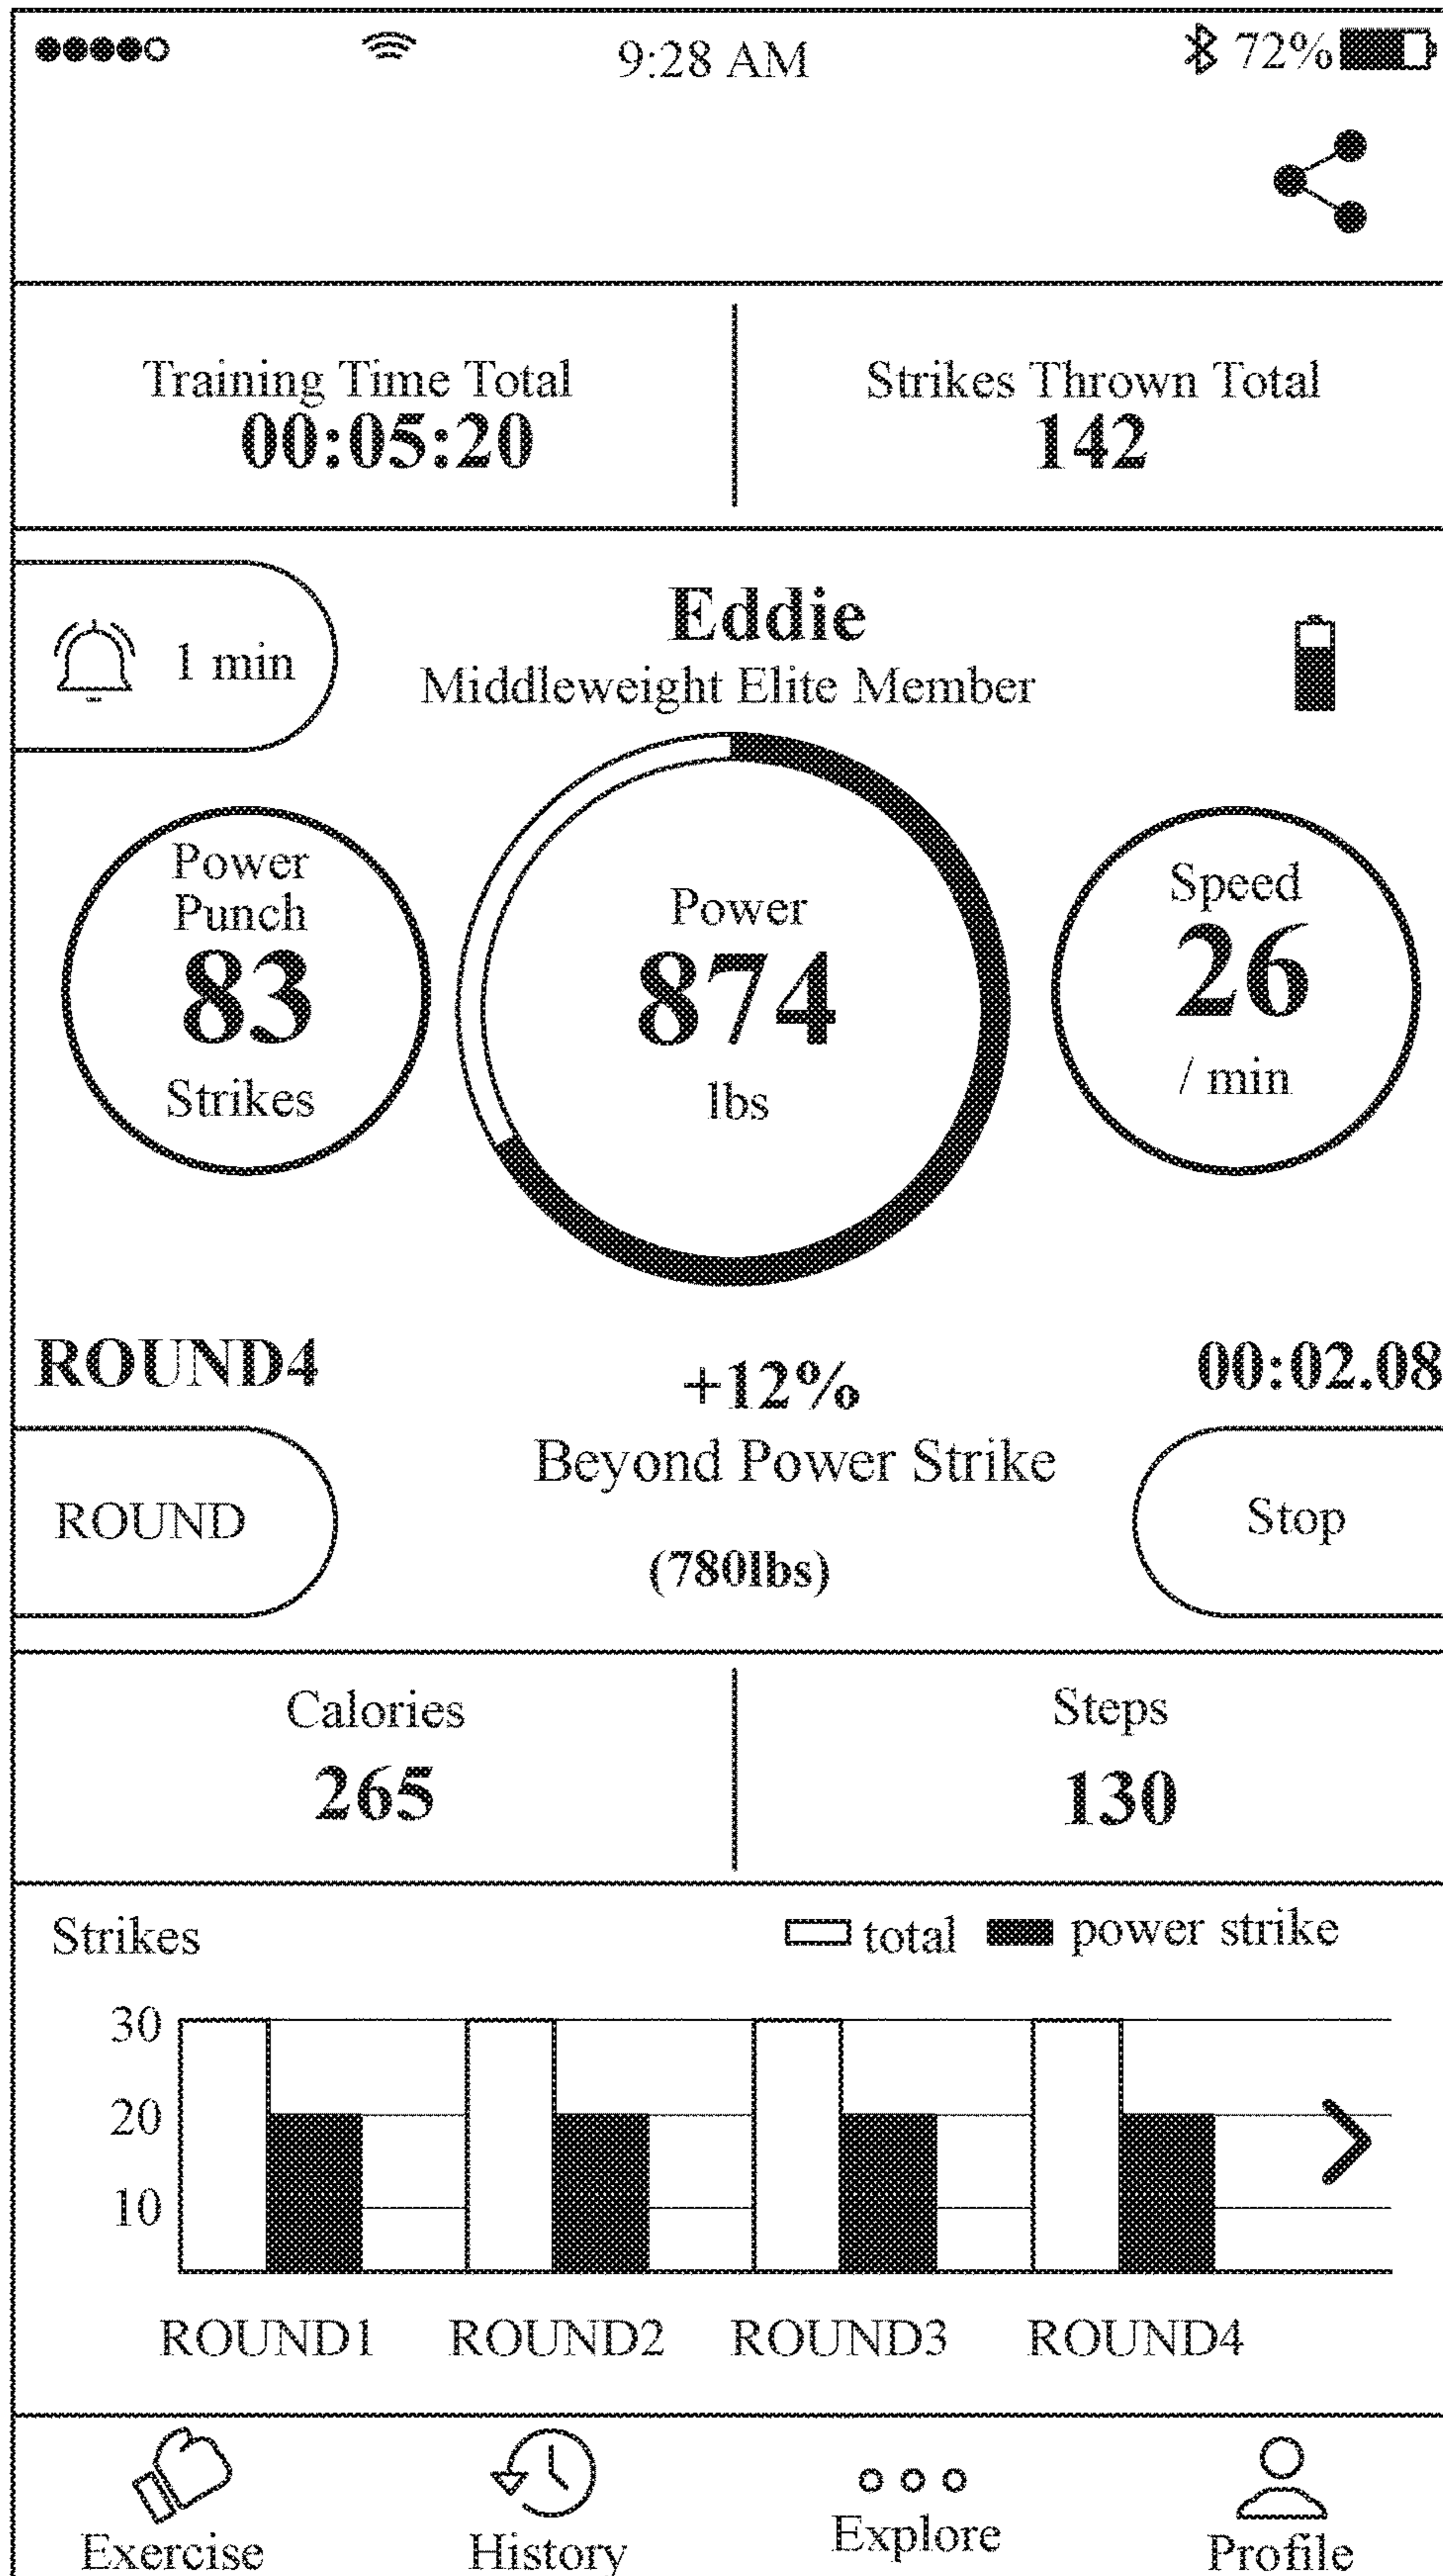 9:28 AM
72%
Training Time Total
00:05:20
Strikes Thrown Total
142
1 min
Eddie
Middleweight Elite Member
Power
Punch
83
Strikes
Power
874
lbs
Speed
26
/ min
ROUND4
+12%
00:02.08
Beyond Power Strike
ROUND
(780lbs)
Stop
Calories
265
Steps
130
Strikes
total
power strike
30
20
10
ROUND1
ROUND2
ROUND3
ROUND4
Exercise
History
Explore
Profile